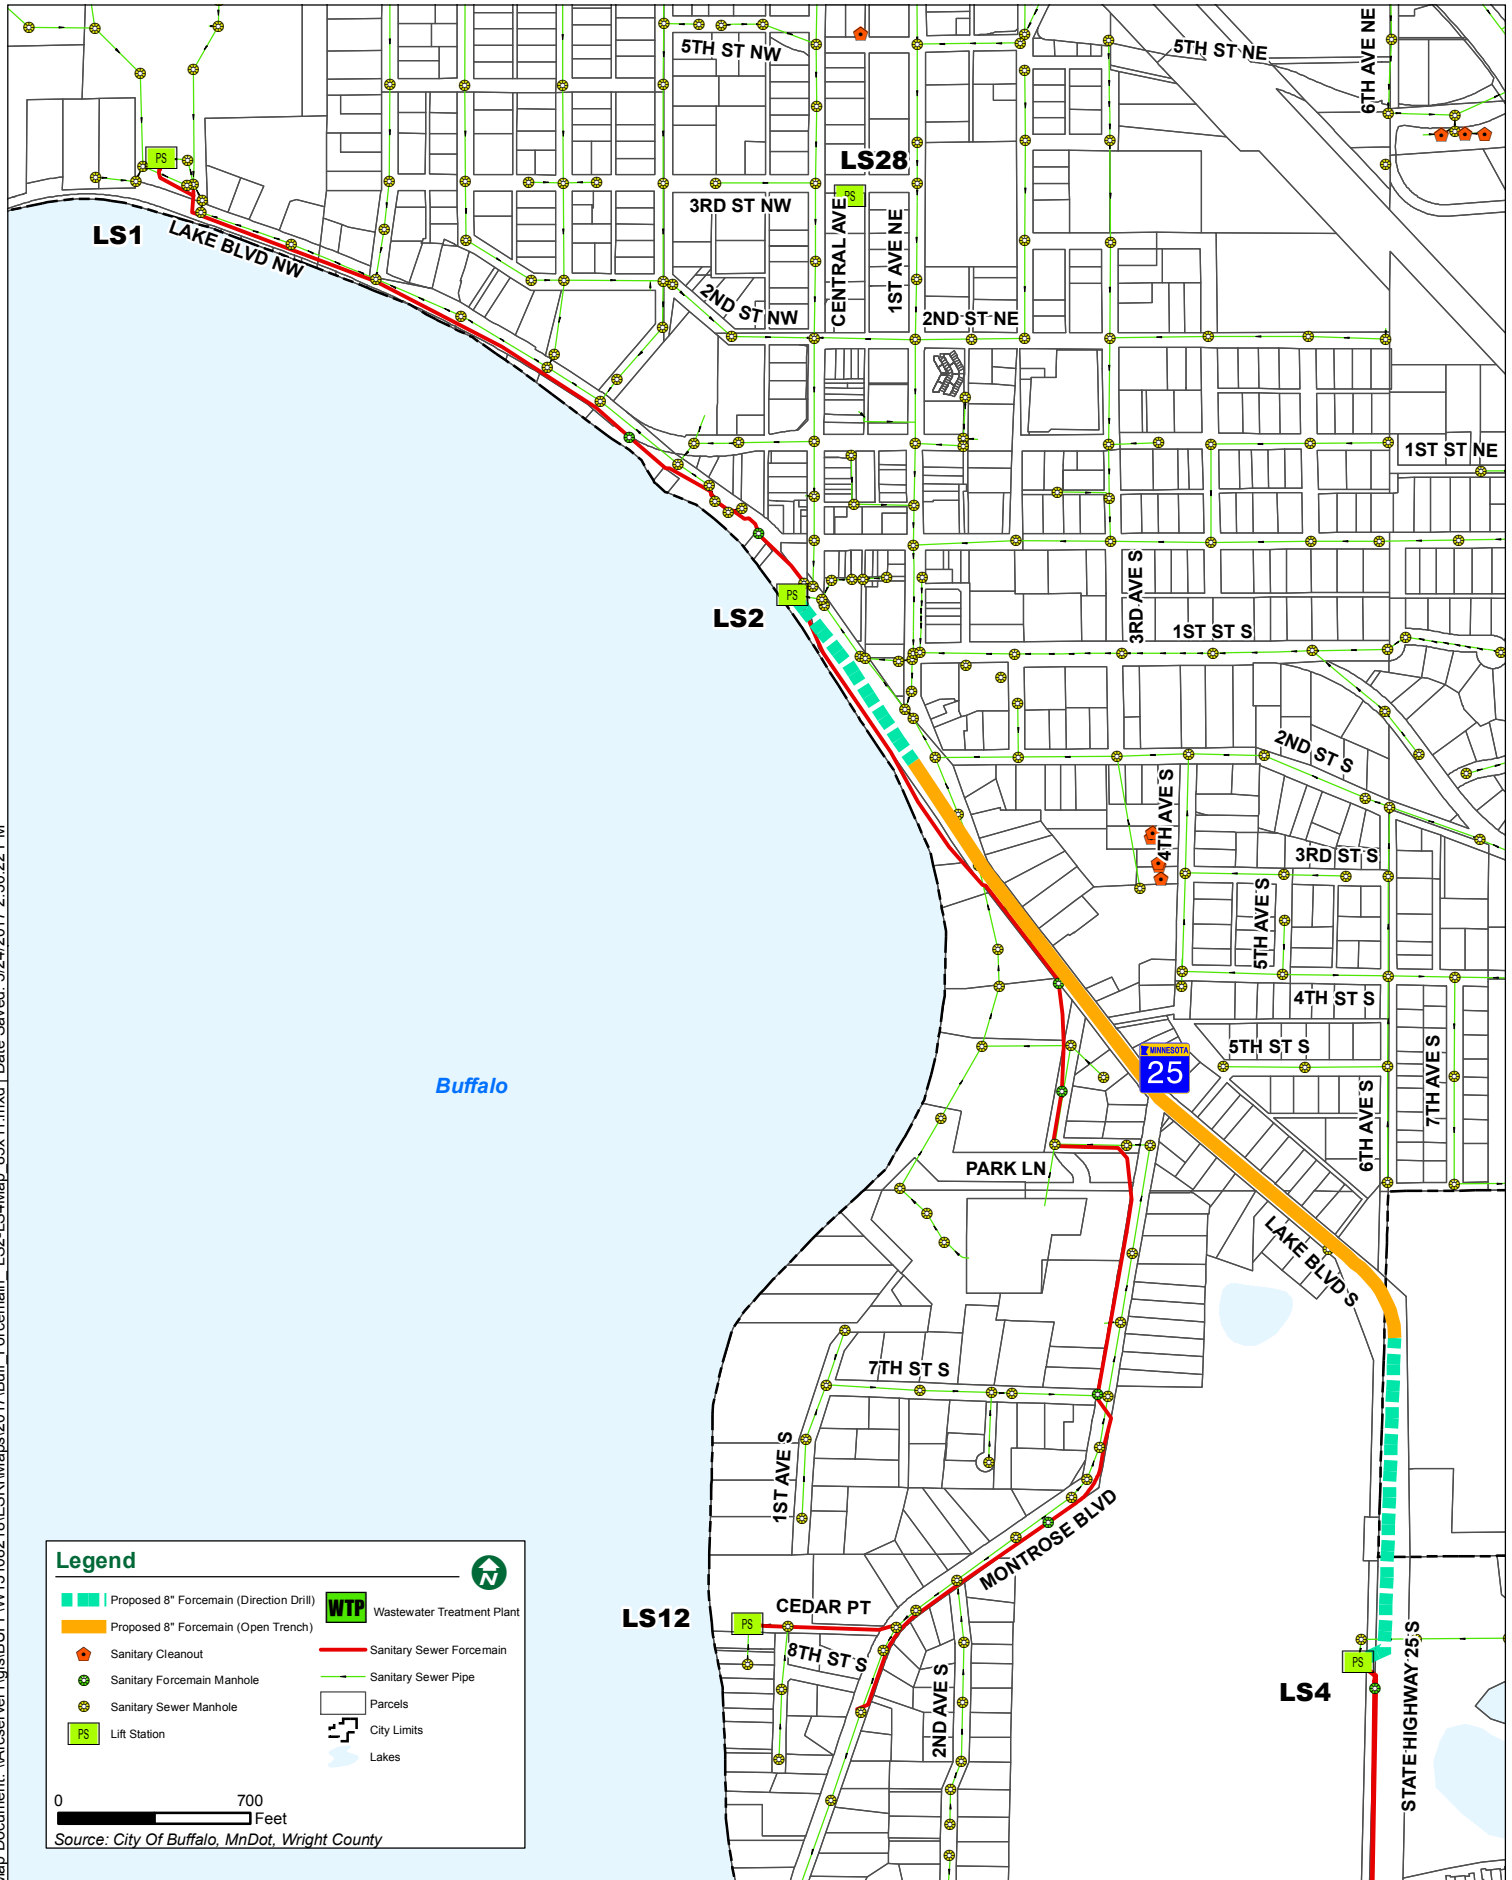 5TH ST NW
5TH ST NE
6TH AVE NE
PS
LS28
PS
3RD ST NW
CENTRAL AVE
1ST AVE NE
LS1
LAKE BLVD NW
2ND ST NW
2ND ST NE
1ST ST NE
3RD AVE S
PS
LS2
1ST ST S
2ND ST S
4TH AVE S
3RD ST S
5TH AVE S
4TH ST S
MINNESOTA
25
5TH ST S
7TH AVE S
6TH AVE S
Buffalo
PARK LN
LAKE BLVD S
7TH ST S
1ST AVE S
MONTROSE BLVD
CEDAR PT
LS12
PS
8TH ST S
2ND AVE S
PS
LS4
STATE HIGHWAY 25 S
Legend
N
Proposed 8" Forcemain (Direction Drill)
Proposed 8" Forcemain (Open Trench)
Sanitary Cleanout
Sanitary Forcemain Manhole
Sanitary Sewer Manhole
PS
Lift Station
WTP
Wastewater Treatment Plant
Sanitary Sewer Forcemain
Sanitary Sewer Pipe
Parcels
City Limits
Lakes
0
700
Feet
Source: City Of Buffalo, MnDot, Wright County